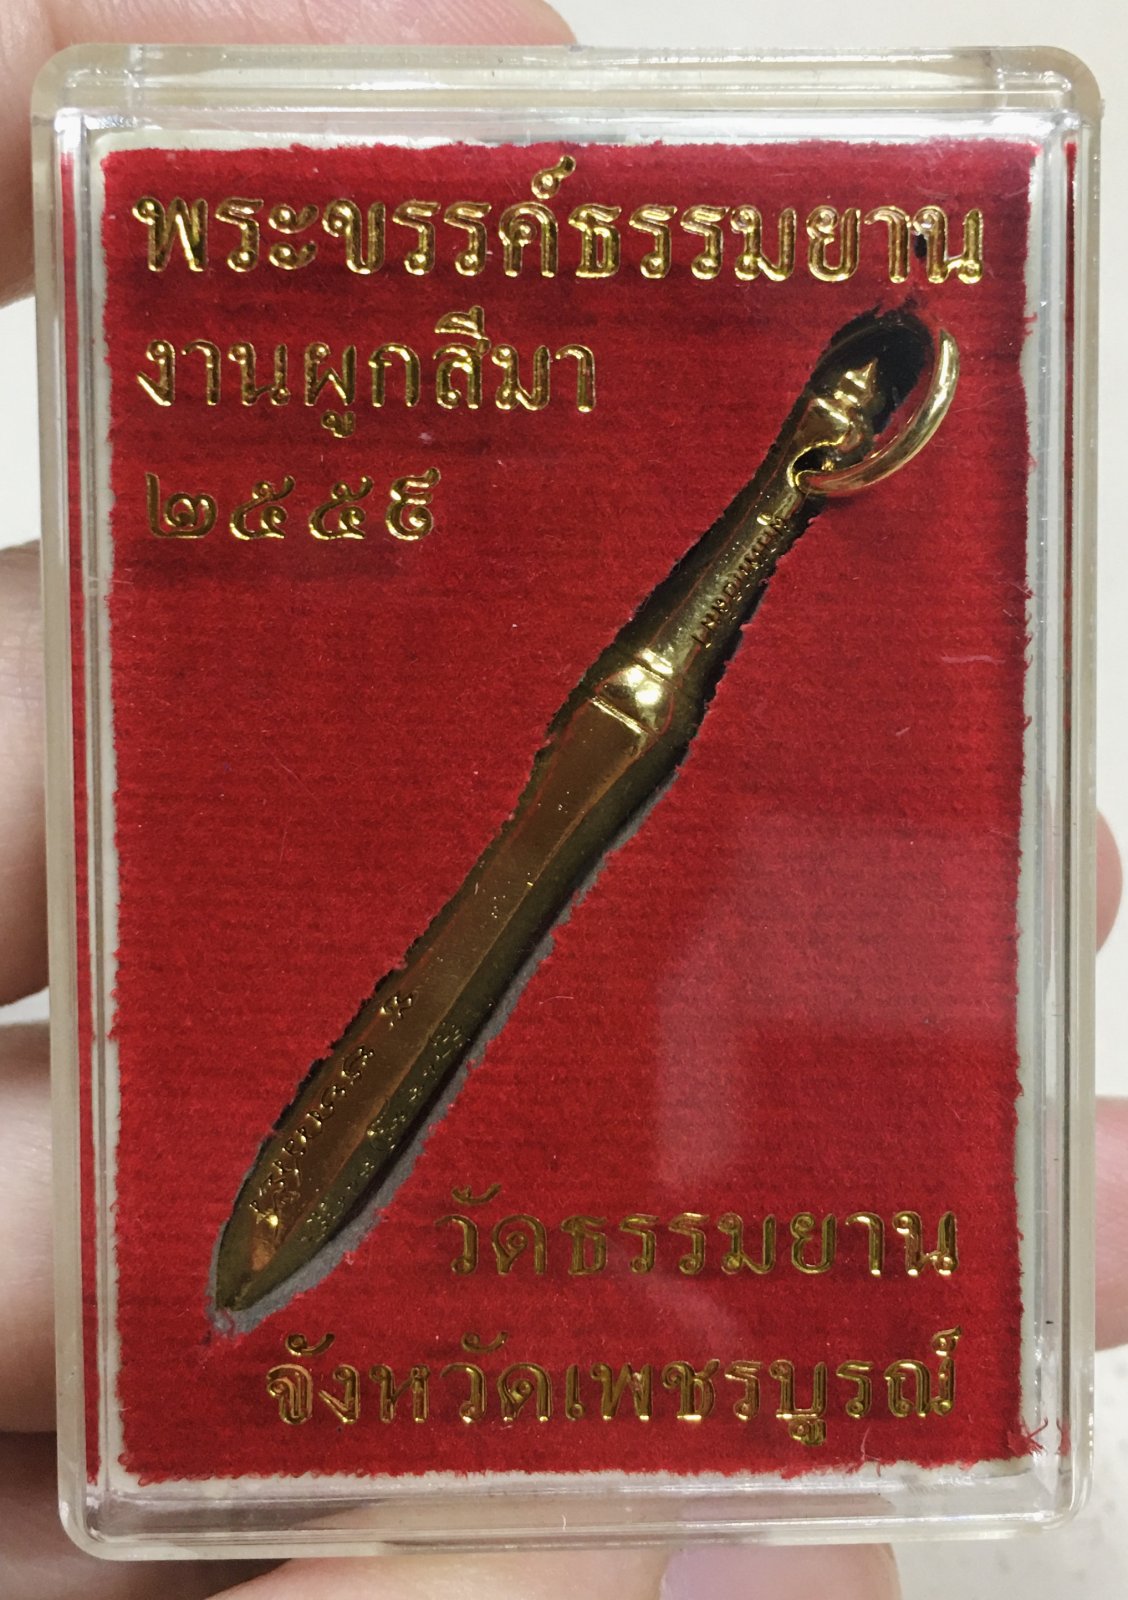 พระขรรค์ธรรมยาน
งานผูกสีมา
๒๕๕๙
วัดธรรมยาน
จังหวัดเพชรบูรณ์